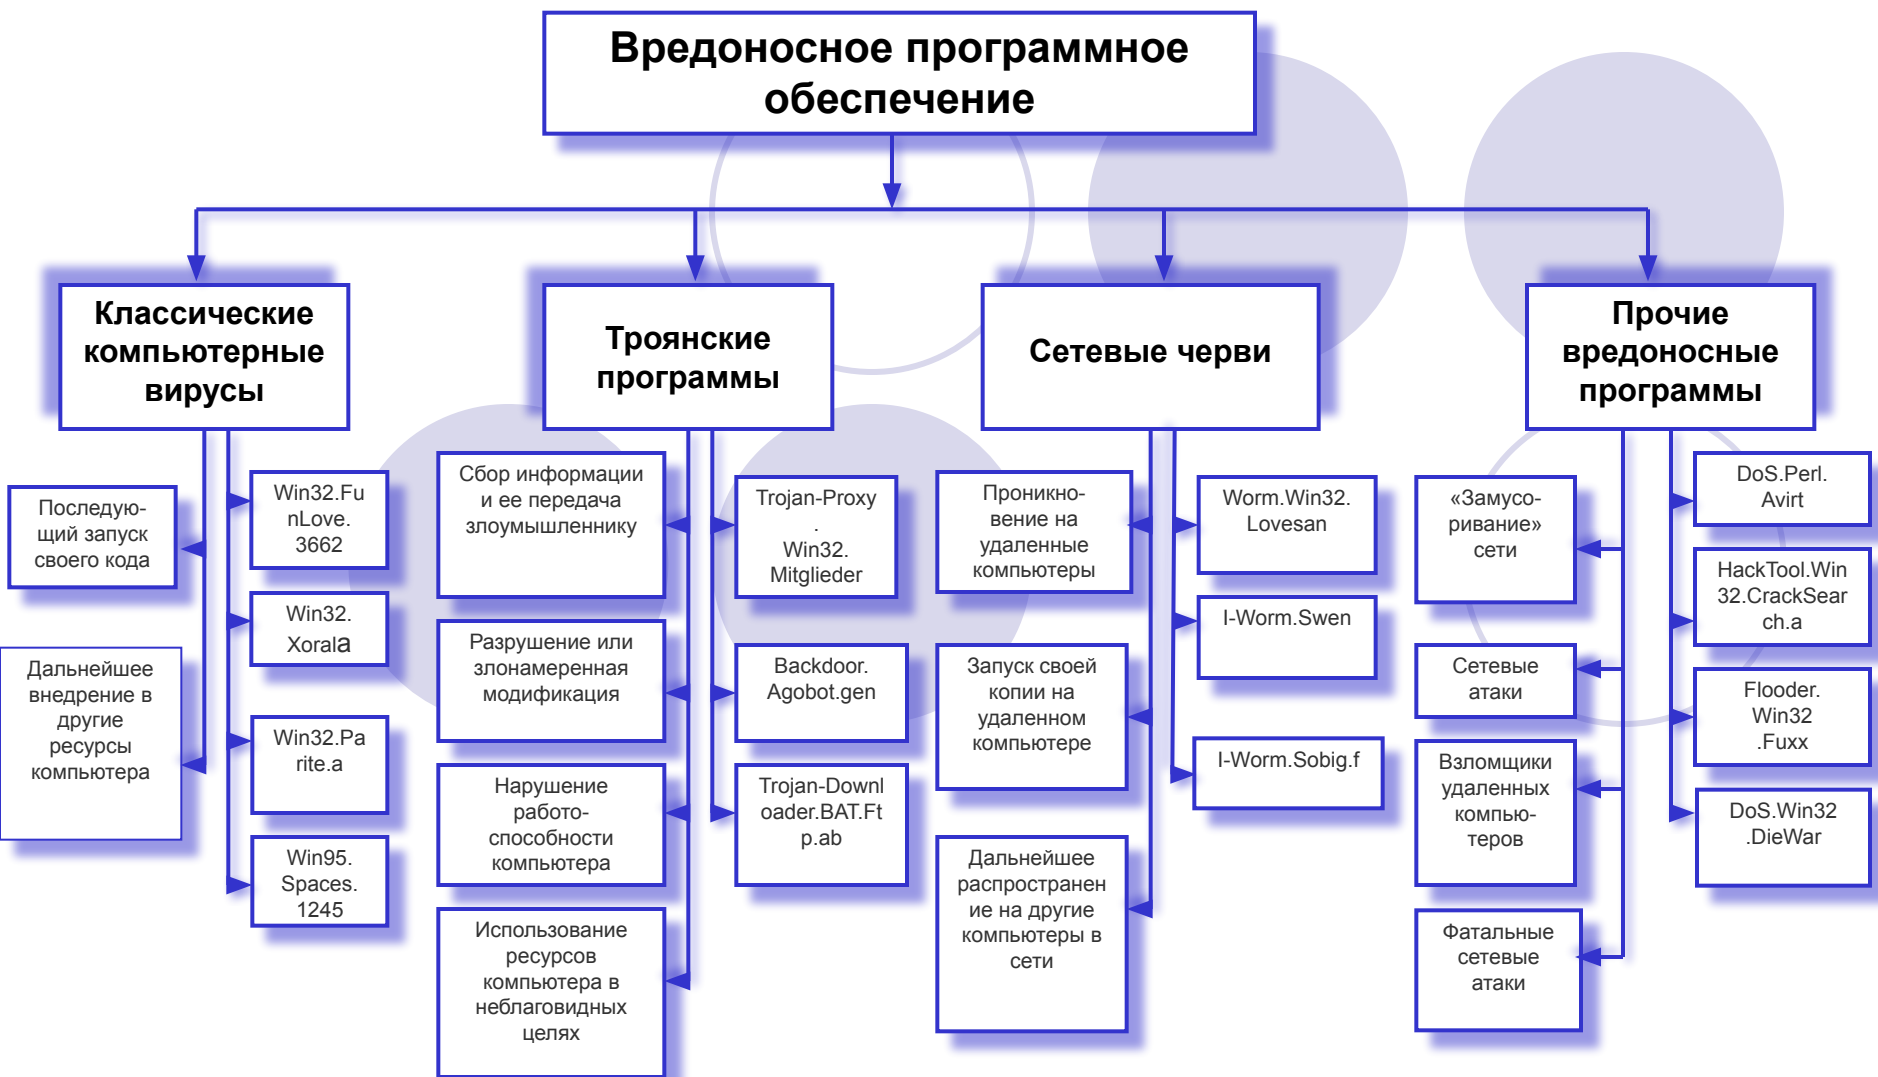 Вредоносное программное
обеспечение
Классические
компьютерные
вирусы
Троянские
программы
Сетевые черви
Прочие
вредоносные
программы
Последую-
щий запуск
своего кода
Дальнейшее
внедрение в
другие
ресурсы
компьютера
Win32.Fu
nLove.
3662
Win32.
Xorala
Win32.Pa
rite.a
Win95.
Spaces.
1245
Сбор информации
и ее передача
злоумышленнику
Разрушение или
злонамеренная
модификация
Нарушение
работо-
способности
компьютера
Использование
ресурсов
компьютера в
неблаговидных
целях
Trojan-Proxy
.
Win32.
Mitglieder
Backdoor.
Agobot.gen
Trojan-Downl
oader.BAT.Ft
p.ab
Проникно-
вение на
удаленные
компьютеры
Запуск своей
копии на
удаленном
компьютере
Дальнейшее
распространен
ие на другие
компьютеры в
сети
Worm.Win32.
Lovesan
I-Worm.Swen
I-Worm.Sobig.f
«Замусо-
ривание»
сети
Сетевые
атаки
Взломщики
удаленных
компью-
теров
Фатальные
сетевые
атаки
DoS.Perl.
Avirt
HackTool.Win
32.CrackSear
ch.a
Flooder.
Win32
.Fuxx
DoS.Win32
.DieWar